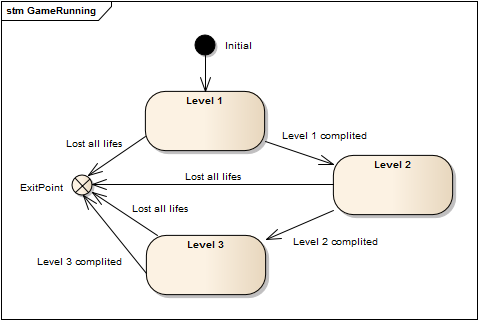 stm GameRunning
Initial
Level 1
Lost all lifes
Level 1 complited
Level 2
Lost all lifes
ExitPoint
Lost all lifes
Level 3
Level 2 complited
Level 3 complited